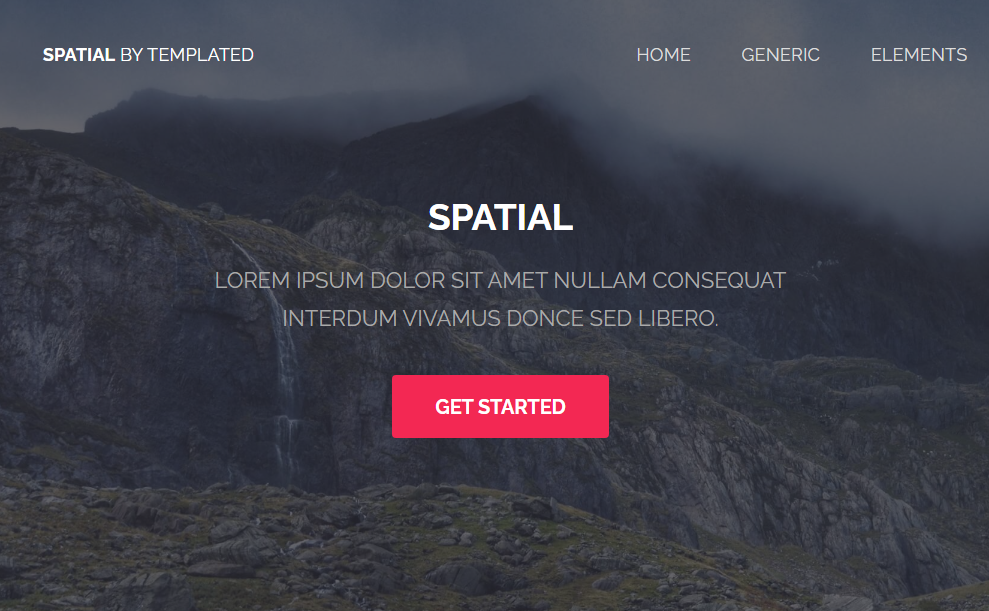 SPATIAL BY TEMPLATED
HOME GENERIC ELEMENTS
SPATIAL
LOREM IPSUM DOLOR SIT AMET NULLAM CONSEQUAT
INTERDUM VIVAMUS DONCE SED LIBERO.
GET STARTED